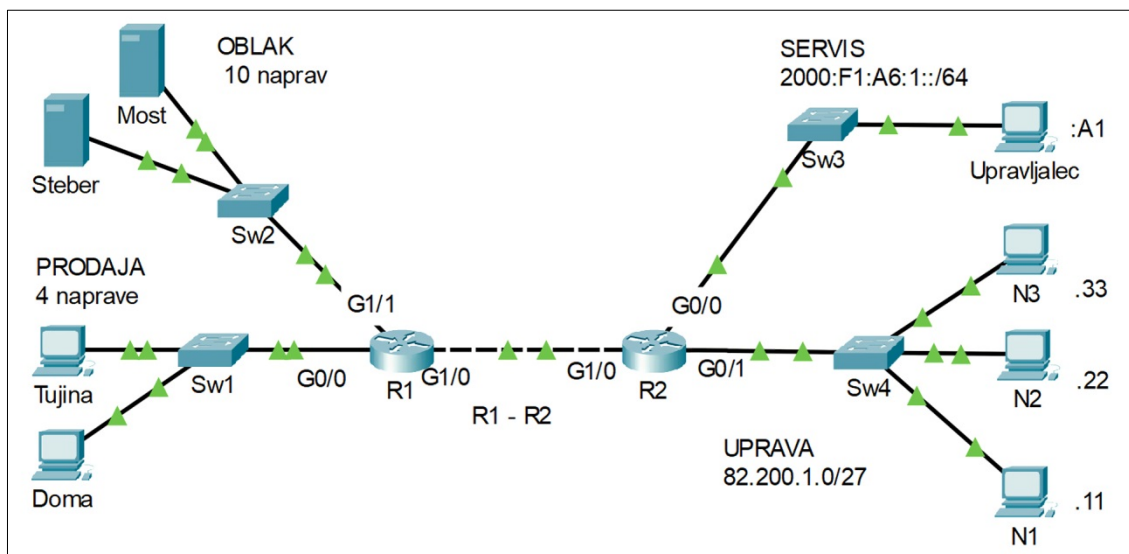 OBLAK
10 naprav
Most
Steber
Sw2
PRODAJA
4 naprave
G1/1
Tujina
Sw1
G0/0
R1
G1/0
Doma
R1 - R2
SERVIS
2000:F1:A6:1::/64
Sw3
:A1
Upravljalec
G0/0
N3
.33
G1/0
R2
G0/1
Sw4
N2
.22
UPRAVA
82.200.1.0/27
N1
.11